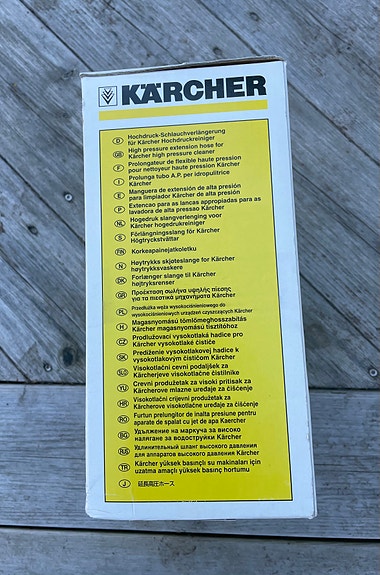 KÄRCHER
D Hochdruck-Schlauchverlängerung
für Kärcher Hochdruckreiniger
GB High pressure extension hose for
Kärcher high pressure cleaner
F Prolongateur de flexible haute pression
pour nettoyeur haute pression Kärcher
I Prolunga tubo A.P. per idropulitrice
Kärcher
E Manguera de extensión de alta presión
para limpiador Kärcher de alta presión
P Extencao para as lancas appropiadas para as
lavadora de alta pressao Kärcher
NL Hogedruk slangverlenging voor
Kärcher hogedrukreiniger
S Förlängningsslang för Kärcher
Högtryckstvättar
FIN Korkeapainejatkoletku
N Høytrykks skjøteslange for Kærcher
høytrykksvaskere
DK Forlænger slange til Kärcher
højtryksrenser
GR Προέκταση σωλήνα υψηλής πίεσης
για τα πιεστικά μηχανήματα Kärcher
PL Przedłużka węża wysokociśnieniowego do
wysokociśnieniowych urządzeń czyszczących Kärcher
H Magasnyomású tömlőmeghosszabbítás
Kärcher magasnyomású tisztítóhoz
CZ Prodlužovací vysokotlaká hadice pro
Kärcher vysokotlaké čističe
SK Predĺženie vysokotlakovej hadice k
vysokotlakovým čističom Kärcher
SLO Visokotlačni cevni podaljšek za
Kärcherjeve visokotlačne čistilnike
YU Crevni produžetak za visoki pritisak za
Kärcherove mlazne uređaje za čišćenje
HR Visokotlačni crijevni produžetak za
Kärcherove visokotlačne uređaje za čišćenje
RO Furtun prelungitor de inalta presiune pentru
aparate de spalat cu jet de apa Kaercher
BG Удължение на маркуча за високо
налягане за водоструйки Kärcher
RUS Удлинительный шланг высокого давления
для аппаратов высокого давления Kärcher
TR Kärcher yüksek basınçlı su makinaları için
uzatma amaçlı yüksek basınç hortumu
J 延長高圧ホース